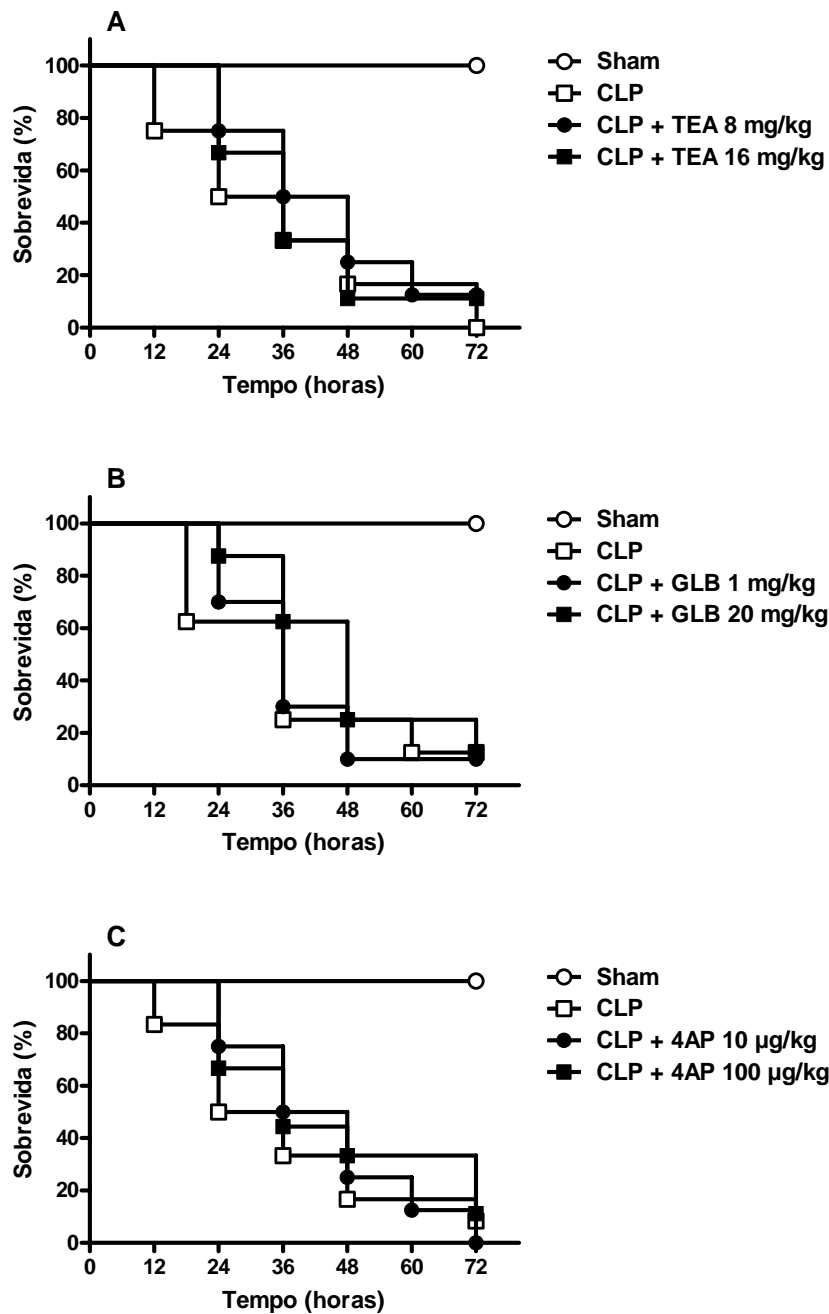 A
Sobrevida (%)
100
80
60
40
20
0
0 12 24 36 48 60 72
Tempo (horas)
Sham
CLP
CLP + TEA 8 mg/kg
CLP + TEA 16 mg/kg
B
Sobrevida (%)
100
80
60
40
20
0
0 12 24 36 48 60 72
Tempo (horas)
Sham
CLP
CLP + GLB 1 mg/kg
CLP + GLB 20 mg/kg
C
Sobrevida (%)
100
80
60
40
20
0
0 12 24 36 48 60 72
Tempo (horas)
Sham
CLP
CLP + 4AP 10 µg/kg
CLP + 4AP 100 µg/kg